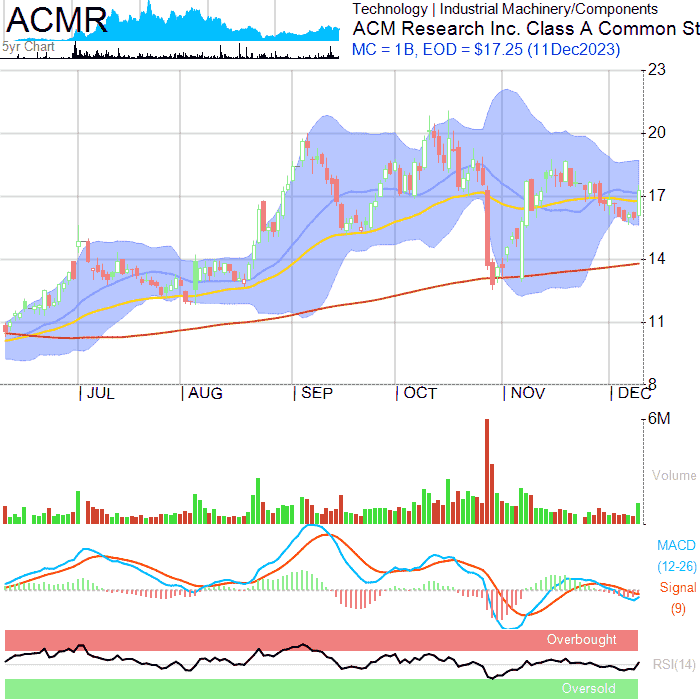 ACMR
5yr Chart
Technology | Industrial Machinery/Components
ACM Research Inc. Class A Common St
MC = 1B, EOD = $17.25 (11Dec2023)
23
20
17
14
11
8
JUL
AUG
SEP
OCT
NOV
DEC
6M
Volume
MACD
(12-26)
Signal
(9)
Overbought
RSI(14)
Oversold